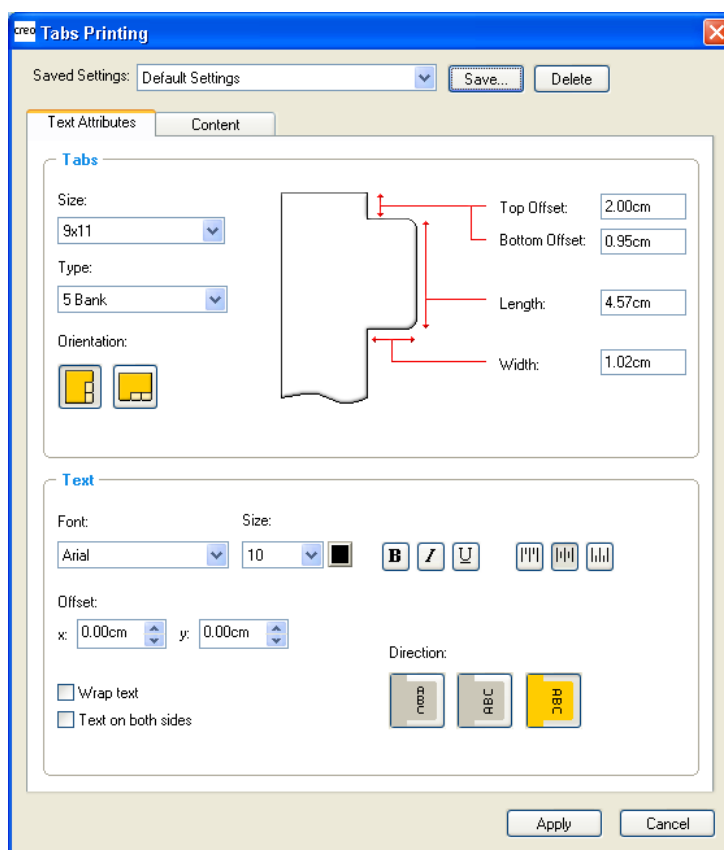 creo Tabs Printing
Saved Settings: Default Settings Save... Delete
Text Attributes Content
Tabs
Size:
9x11
Type:
5 Bank
Orientation:
Top Offset: 2.00cm
Bottom Offset: 0.95cm
Length: 4.57cm
Width: 1.02cm
Text
Font: Size:
Arial 10 B I U
Offset:
x: 0.00cm y: 0.00cm
Direction:
Wrap text
Text on both sides
ABC ABC ABC
Apply Cancel